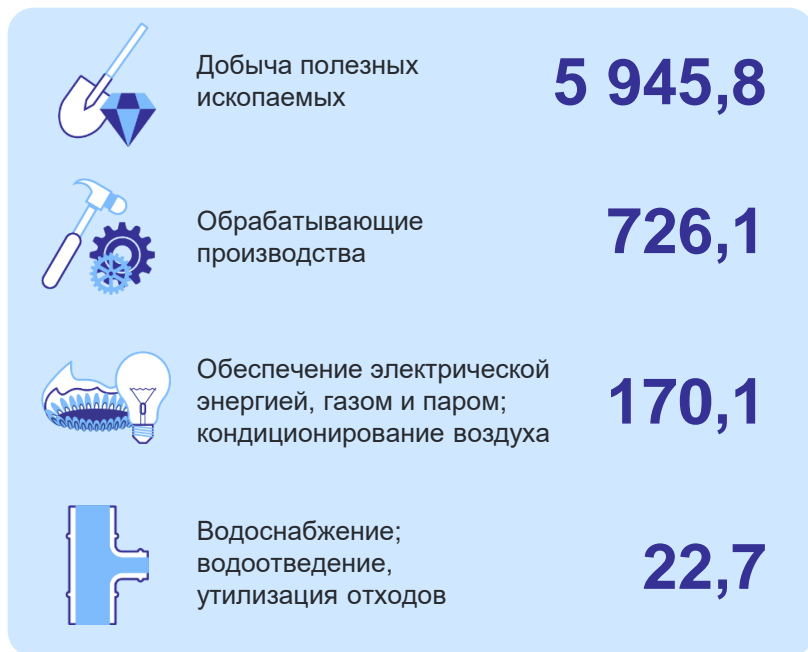 Добыча полезных
ископаемых
5 945,8
Обрабатывающие
производства
726,1
Обеспечение электрической
энергией, газом и паром;
кондиционирование воздуха
170,1
Водоснабжение;
водоотведение,
утилизация отходов
22,7